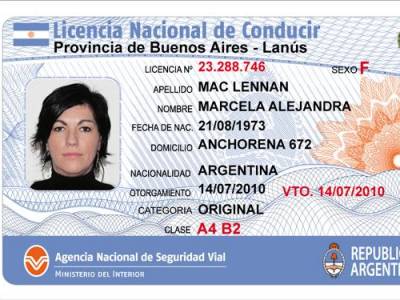 Licencia Nacional de Conducir
Provincia de Buenos Aires - Lanús
LICENCIA Nº 23.288.746 SEXO F
APELLIDO MAC LENNAN
NOMBRE MARCELA ALEJANDRA
FECHA DE NAC. 21/08/1973
DOMICILIO ANCHORENA 672
NACIONALIDAD ARGENTINA
OTORGAMIENTO 14/07/2010 VTO. 14/07/2010
CATEGORIA ORIGINAL
CLASE A4 B2
Agencia Nacional de Seguridad Vial
MINISTERIO DEL INTERIOR
REPUBL
ARGENT